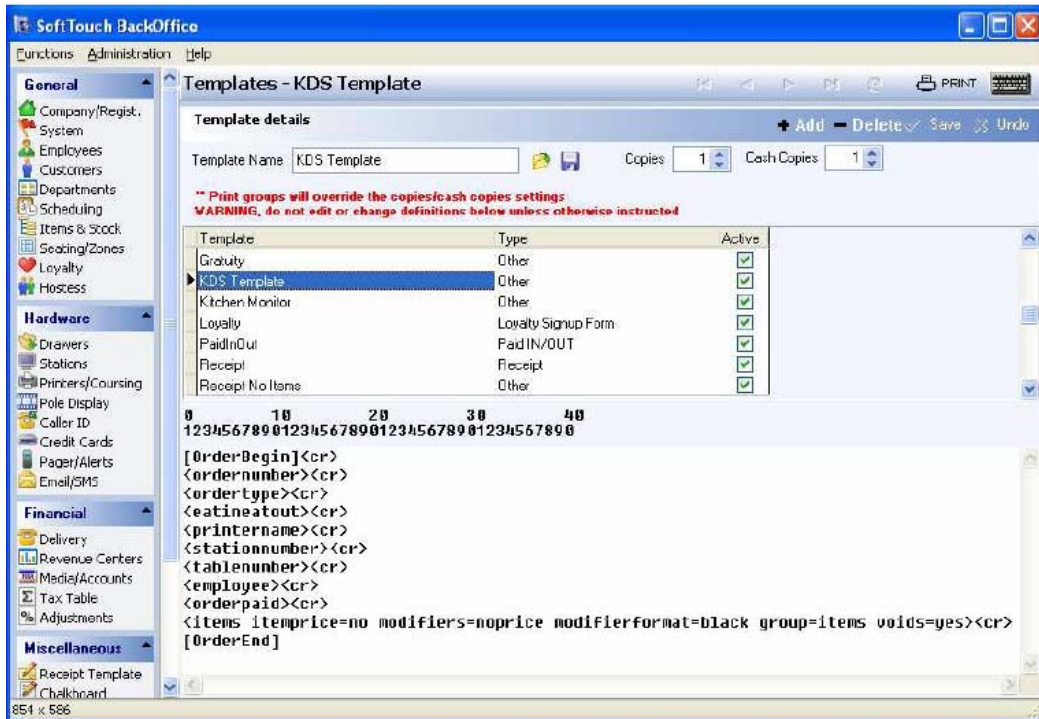 SoftTouch BackOffice
Functions Administration Help
General
Company/Regist.
System
Employees
Customers
Departments
Scheduling
Items & Stock
Seating/Zones
Loyalty
Hostess
Hardware
Drawers
Stations
Printers/Coursing
Pole Display
Caller ID
Credit Cards
Pager/Alerts
Email/SMS
Financial
Delivery
Revenue Centers
Media/Accounts
Tax Table
Adjustments
Miscellaneous
Receipt Template
Chalkboard
Templates - KDS Template
PRINT
Template details
Add Delete Save Undo
Template Name KDS Template Copies 1 Cash Copies 1
** Print groups will override the copies/cash copies settings
WARNING, do not edit or change definitions below unless otherwise instructed
Template Type Active
Gratuity Other
KDS Template Other
Kitchen Monitor Other
Loyalty Loyalty Signup Form
PaidInOut Paid IN/OUT
Receipt Receipt
Receipt No Items Other
0 10 20 30 40
1234567890123456789012345678901234567890
[OrderBegin]<cr>
<ordernumber><cr>
<ordertype><cr>
<eatineatout><cr>
<printername><cr>
<stationnumber><cr>
<tablenumber><cr>
<employee><cr>
<orderpaid><cr>
<items itemprice=no modifiers=noprice modifierformat=black group=items voids=yes><cr>
[OrderEnd]
854 x 586